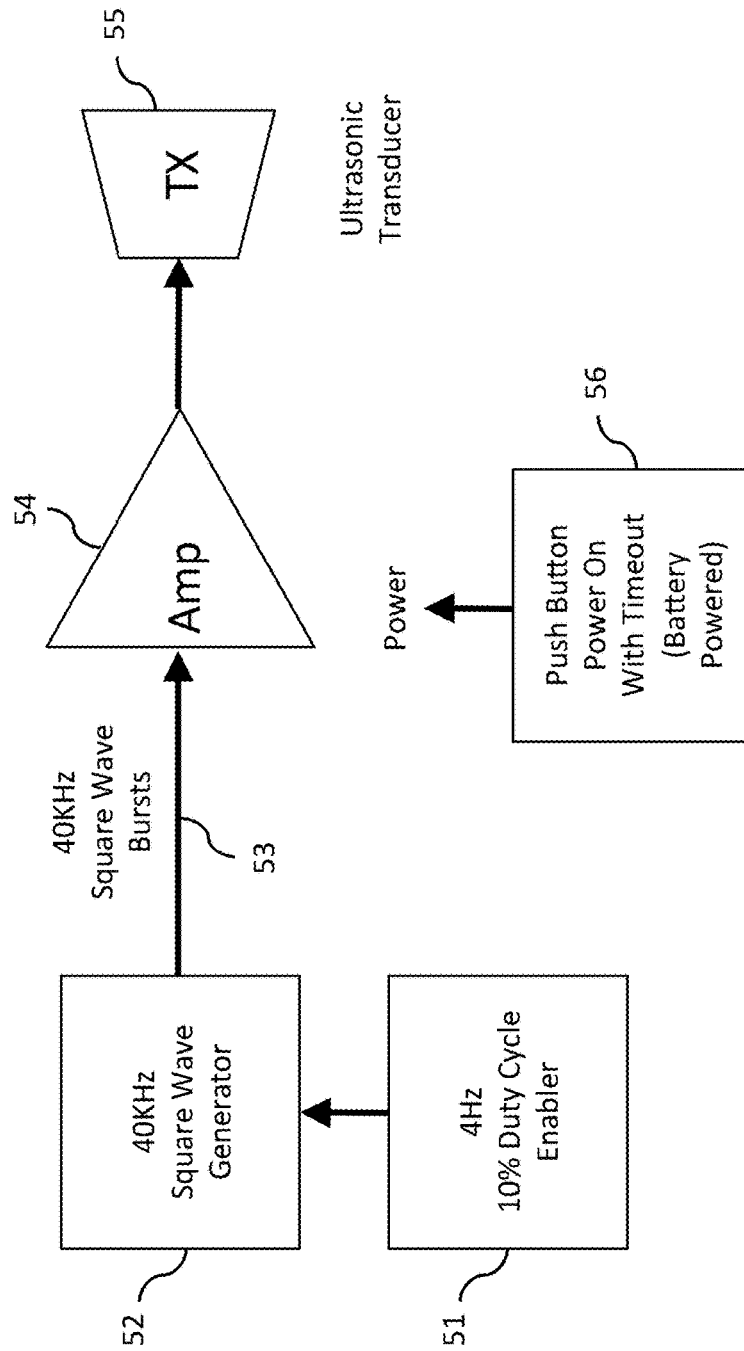 52
40KHz
Square Wave
Generator
40KHz
Square Wave
Bursts
53
54
Amp
55
TX
Ultrasonic
Transducer
51
4Hz
10% Duty Cycle
Enabler
Power
56
Push Button
Power On
With Timeout
(Battery
Powered)